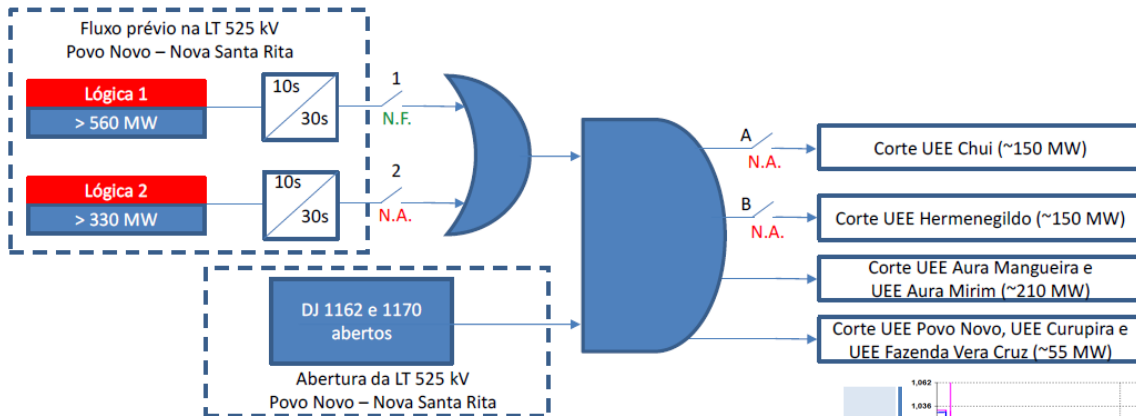 Fluxo prévio na LT 525 kV
Povo Novo – Nova Santa Rita
Lógica 1
> 560 MW
10s
30s
1
N.F.
Lógica 2
> 330 MW
10s
30s
2
N.A.
DJ 1162 e 1170
abertos
Abertura da LT 525 kV
Povo Novo – Nova Santa Rita
A
N.A.
Corte UEE Chui (~150 MW)
B
N.A.
Corte UEE Hermenegildo (~150 MW)
Corte UEE Aura Mangueira e
UEE Aura Mirim (~210 MW)
Corte UEE Povo Novo, UEE Curupira e
UEE Fazenda Vera Cruz (~55 MW)
1,062
1,036